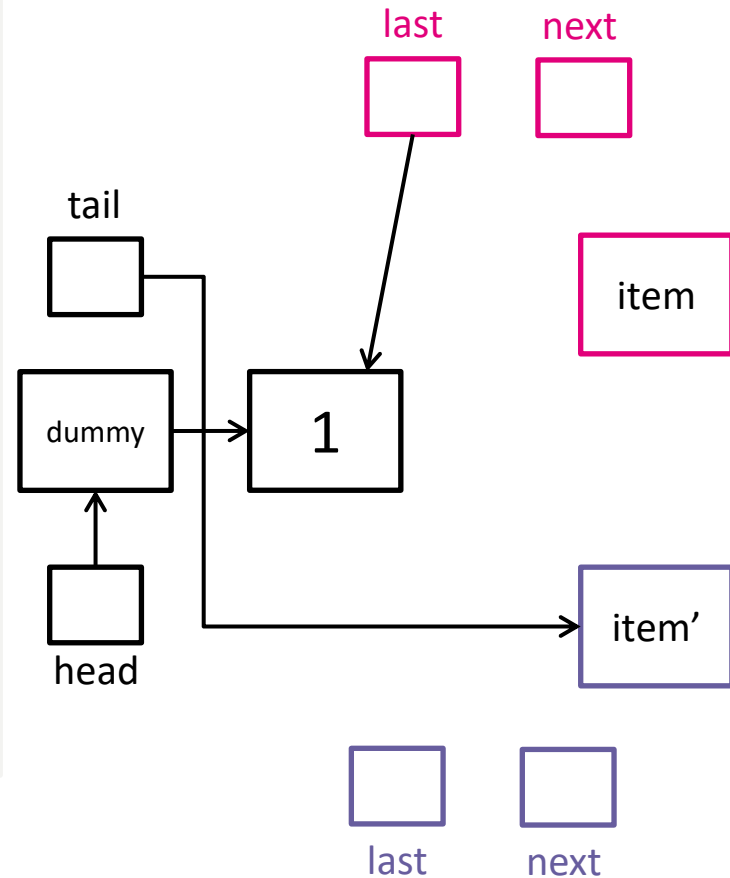 last
next
tail
item
dummy
1
item’
head
last
next